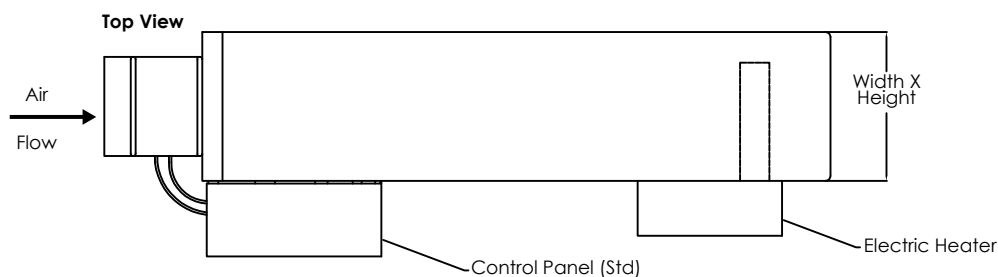 Top View
Air
Flow
Width X
Height
Electric Heater
Control Panel (Std)